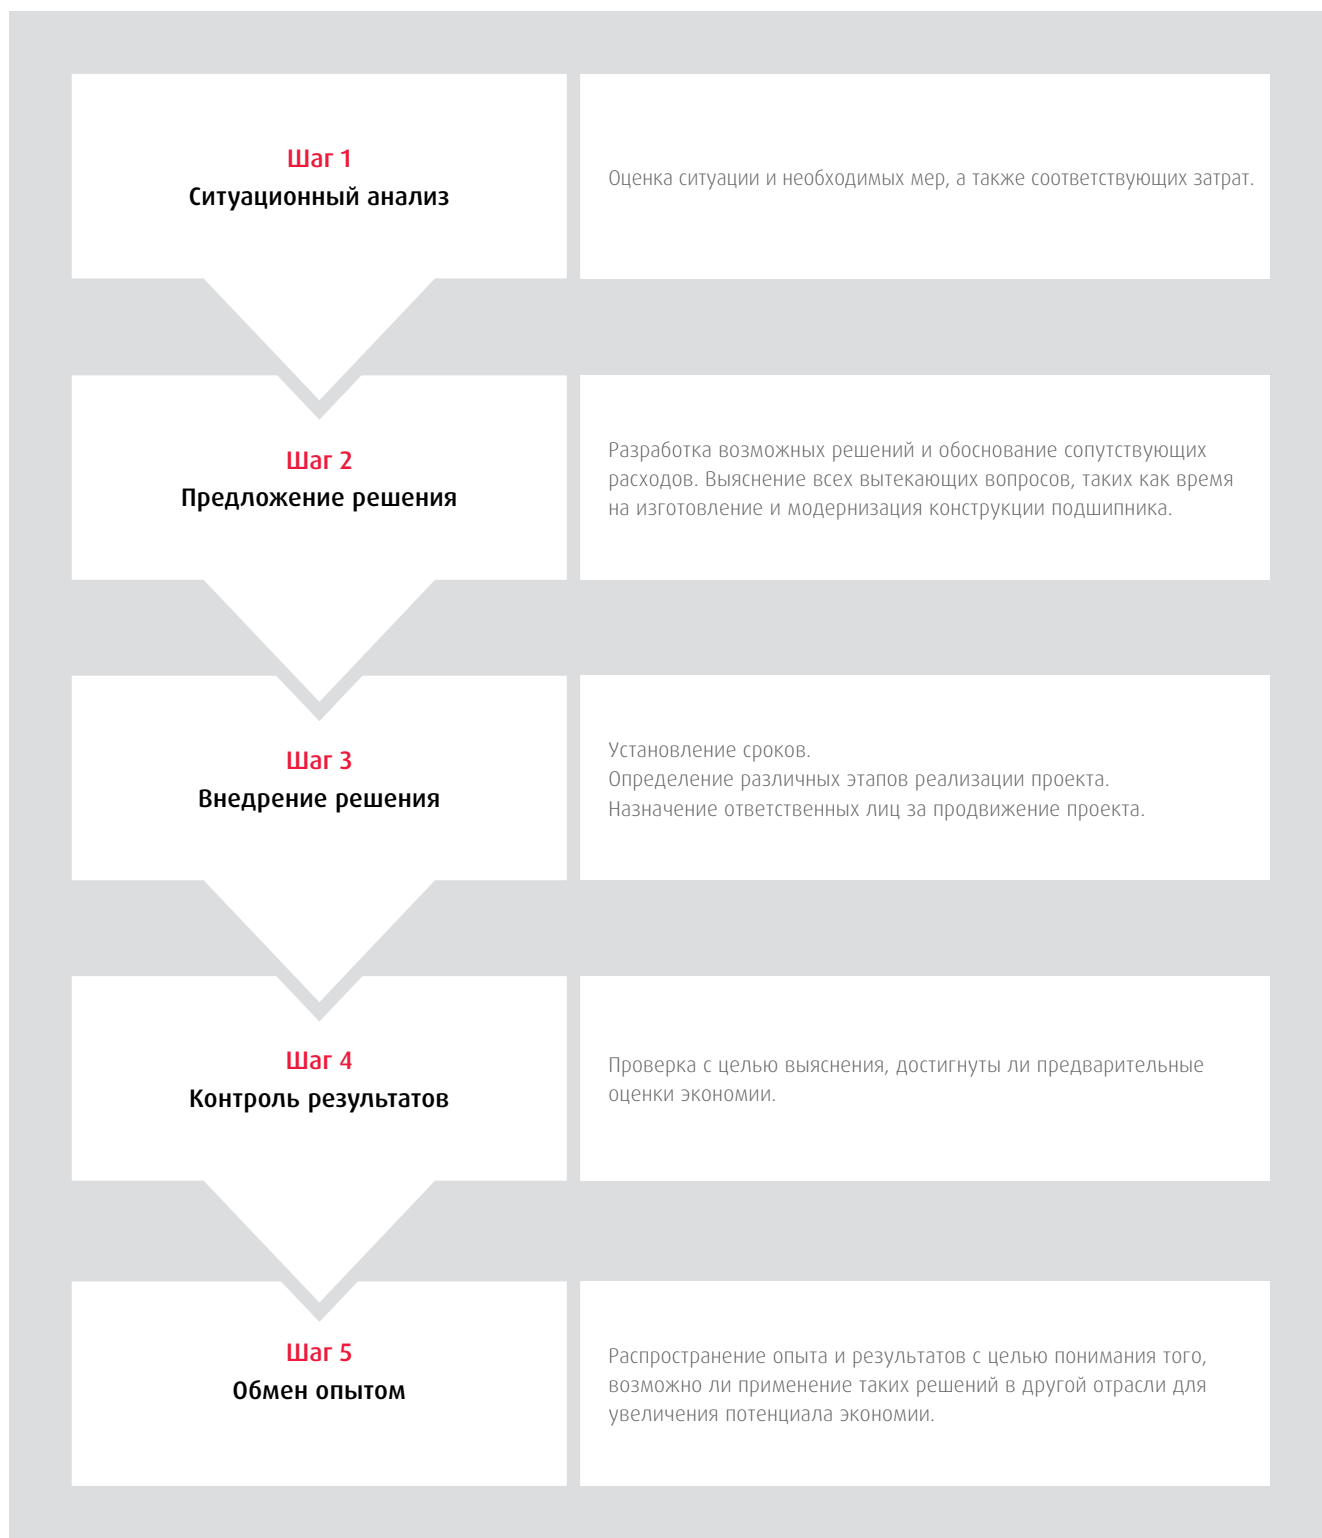 Шаг 1
Ситуационный анализ
Оценка ситуации и необходимых мер, а также соответствующих затрат.
Шаг 2
Предложение решения
Разработка возможных решений и обоснование сопутствующих
расходов. Выяснение всех вытекающих вопросов, таких как время
на изготовление и модернизация конструкции подшипника.
Шаг 3
Внедрение решения
Установление сроков.
Определение различных этапов реализации проекта.
Назначение ответственных лиц за продвижение проекта.
Шаг 4
Контроль результатов
Проверка с целью выяснения, достигнуты ли предварительные
оценки экономии.
Шаг 5
Обмен опытом
Распространение опыта и результатов с целью понимания того,
возможно ли применение таких решений в другой отрасли для
увеличения потенциала экономии.